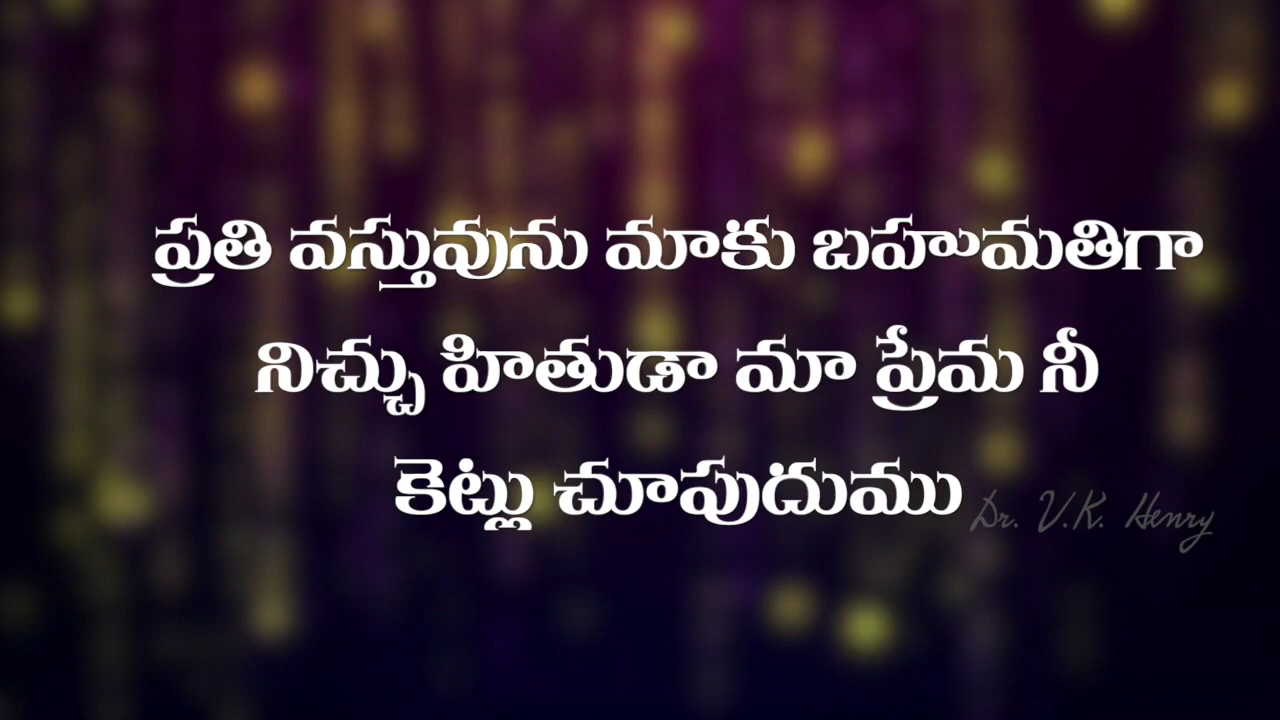 ప్రతి వస్తువును మాకు బహుమతిగా
నిచ్చు హితుడా మా ప్రేమ నీ
కెట్లు చూపుదుము
Dr. V.K. Henry